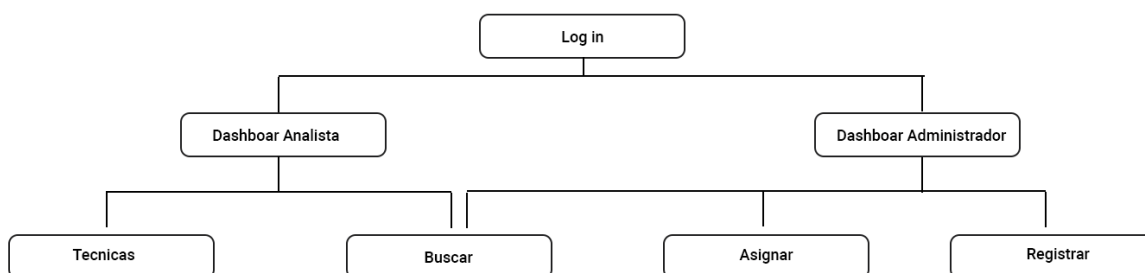 Log in
Dashboar Analista
Dashboar Administrador
Tecnicas
Buscar
Asignar
Registrar